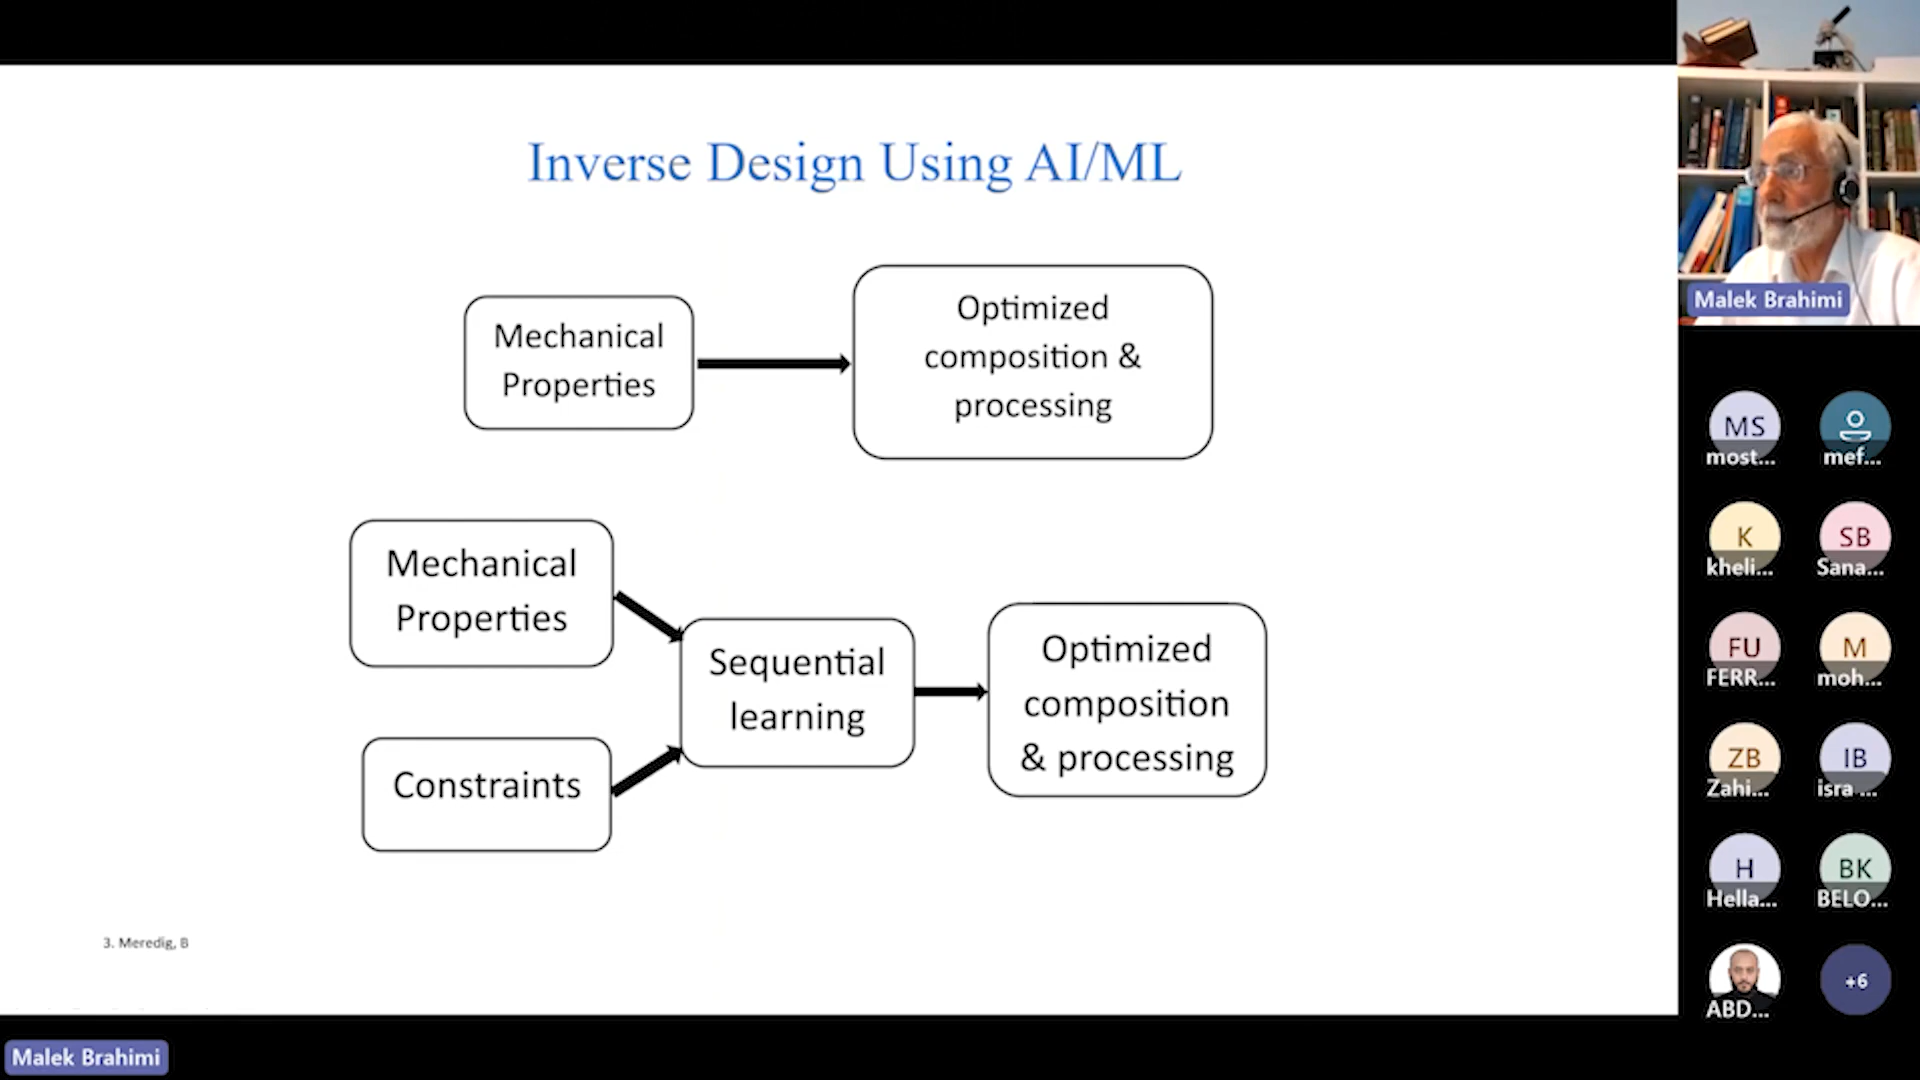 Inverse Design Using AI/ML
Mechanical
Properties
Optimized
composition &
processing
Mechanical
Properties
Constraints
Sequential
learning
Optimized
composition
& processing
3. Meredig, B
Malek Brahimi
Malek Brahimi
MS
most...
mef...
K
kheli...
SB
Sana...
FU
FERR...
M
moh...
ZB
Zahi...
IB
isra ...
H
Hella...
BK
BELO...
ABD...
+6